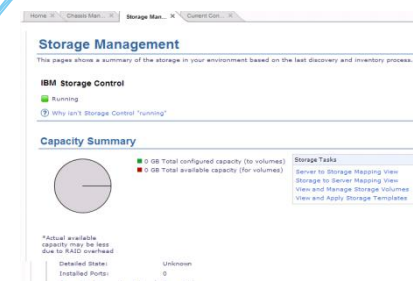 Home X Chassis Man... X Storage Man... X Current Con... X
Storage Management
This pages shows a summary of the storage in your environment based on the last discovery and inventory process.
IBM Storage Control
Running
? Why isn't Storage Control "running"
Capacity Summary
0 GB Total configured capacity (to volumes)
0 GB Total available capacity (for volumes)
Storage Tasks
Server to Storage Mapping View
Storage to Server Mapping View
View and Manage Storage Volumes
View and Apply Storage Templates
*Actual available
capacity may be less
due to RAID overhead
Detailed State: Unknown
Installed Ports: 0